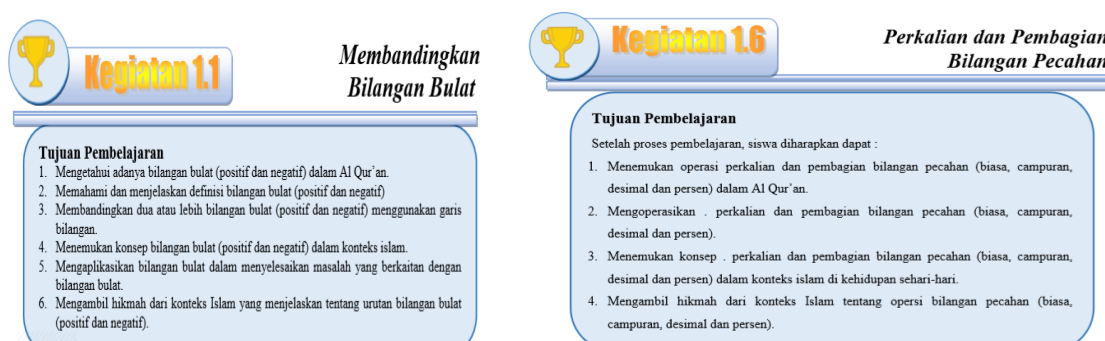 Kegiatan 1.1
Membandingkan
Bilangan Bulat
Tujuan Pembelajaran
1. Mengetahui adanya bilangan bulat (positif dan negatif) dalam Al Qur'an.
2. Memahami dan menjelaskan definisi bilangan bulat (positif dan negatif)
3. Membandingkan dua atau lebih bilangan bulat (positif dan negatif) menggunakan garis
bilangan.
4. Menemukan konsep bilangan bulat (positif dan negatif) dalam konteks islam.
5. Mengaplikasikan bilangan bulat dalam menyelesaikan masalah yang berkaitan dengan
bilangan bulat.
6. Mengambil hikmah dari konteks Islam yang menjelaskan tentang urutan bilangan bulat
(positif dan negatif).
Kegiatan 1.6
Perkalian dan Pembagian
Bilangan Pecahan
Tujuan Pembelajaran
Setelah proses pembelajaran, siswa diharapkan dapat :
1. Menemukan operasi perkalian dan pembagian bilangan pecahan (biasa, campuran,
desimal dan persen) dalam Al Qur'an.
2. Mengoperasikan . perkalian dan pembagian bilangan pecahan (biasa, campuran,
desimal dan persen).
3. Menemukan konsep . perkalian dan pembagian bilangan pecahan (biasa, campuran,
desimal dan persen) dalam konteks islam di kehidupan sehari-hari.
4. Mengambil hikmah dari konteks Islam tentang opersi bilangan pecahan (biasa,
campuran, desimal dan persen).